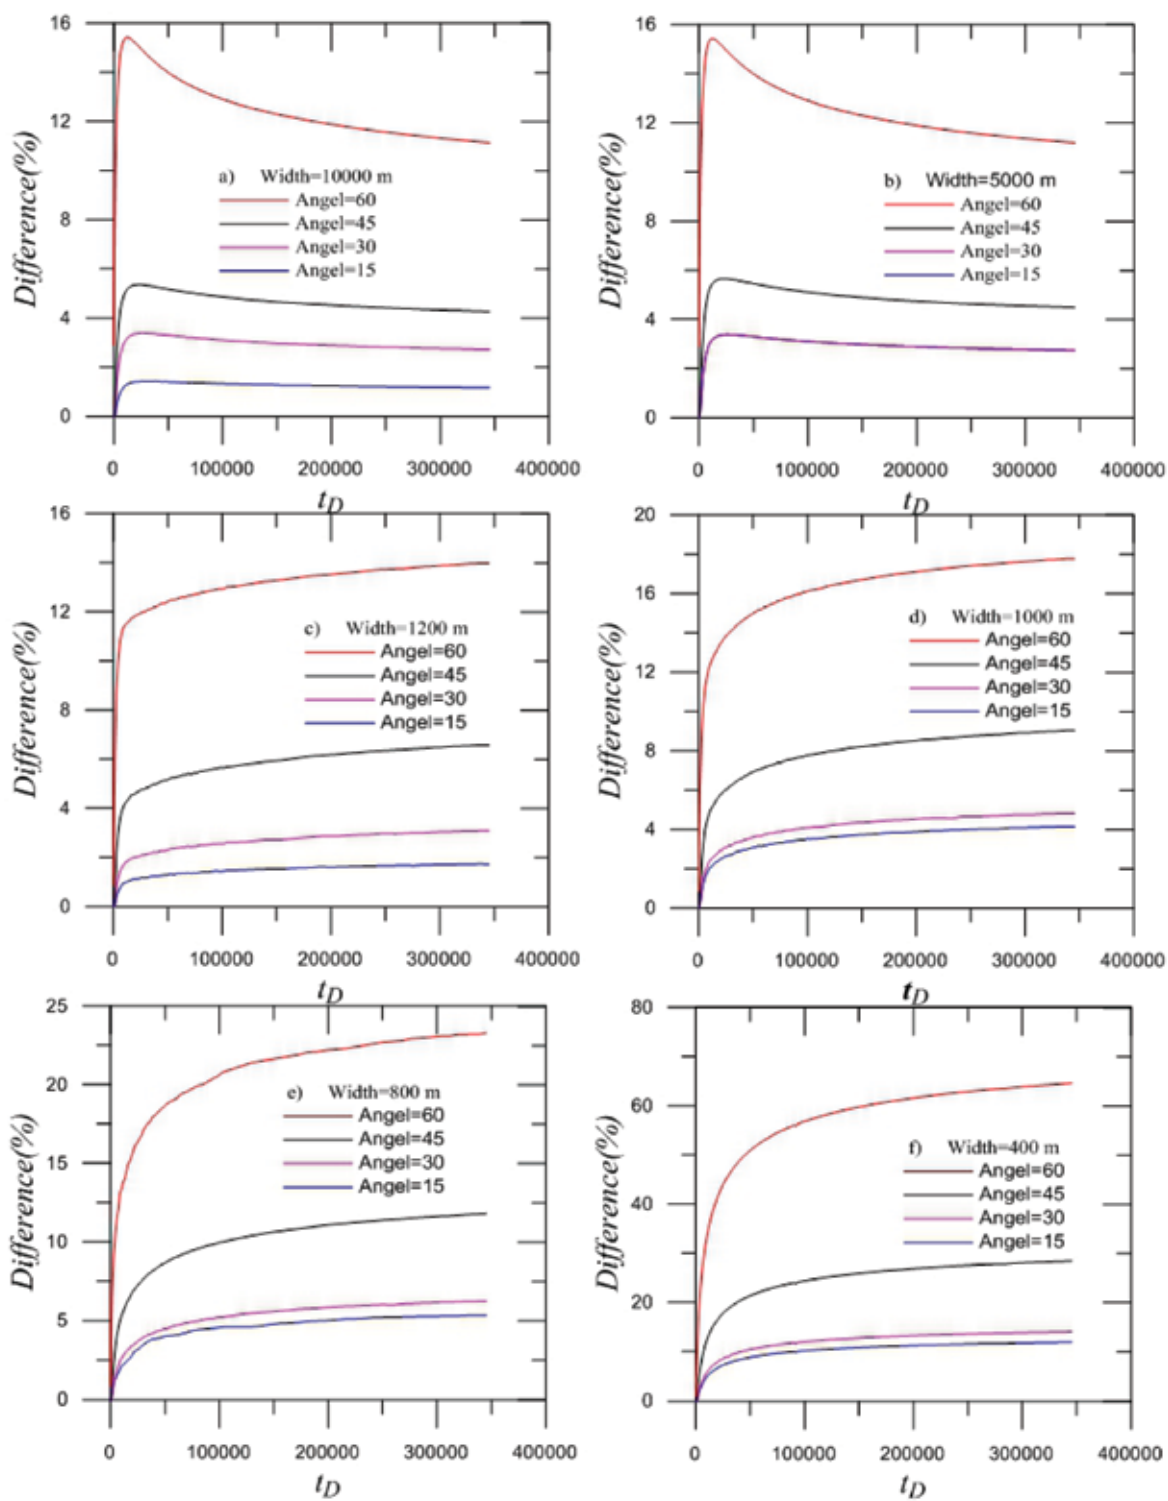 16
12
8
4
0
Difference(%)
a) Width=10000 m
Angel=60
Angel=45
Angel=30
Angel=15
0 100000 200000 300000 400000
tD
16
12
8
4
0
Difference(%)
b) Width=5000 m
Angel=60
Angel=45
Angel=30
Angel=15
0 100000 200000 300000 400000
tD
16
12
8
4
0
Difference(%)
c) Width=1200 m
Angel=60
Angel=45
Angel=30
Angel=15
0 100000 200000 300000 400000
tD
20
16
12
8
4
0
Difference(%)
d) Width=1000 m
Angel=60
Angel=45
Angel=30
Angel=15
0 100000 200000 300000 400000
tD
25
20
15
10
5
0
Difference(%)
e) Width=800 m
Angel=60
Angel=45
Angel=30
Angel=15
0 100000 200000 300000 400000
tD
80
60
40
20
0
Difference(%)
f) Width=400 m
Angel=60
Angel=45
Angel=30
Angel=15
0 100000 200000 300000 400000
tD